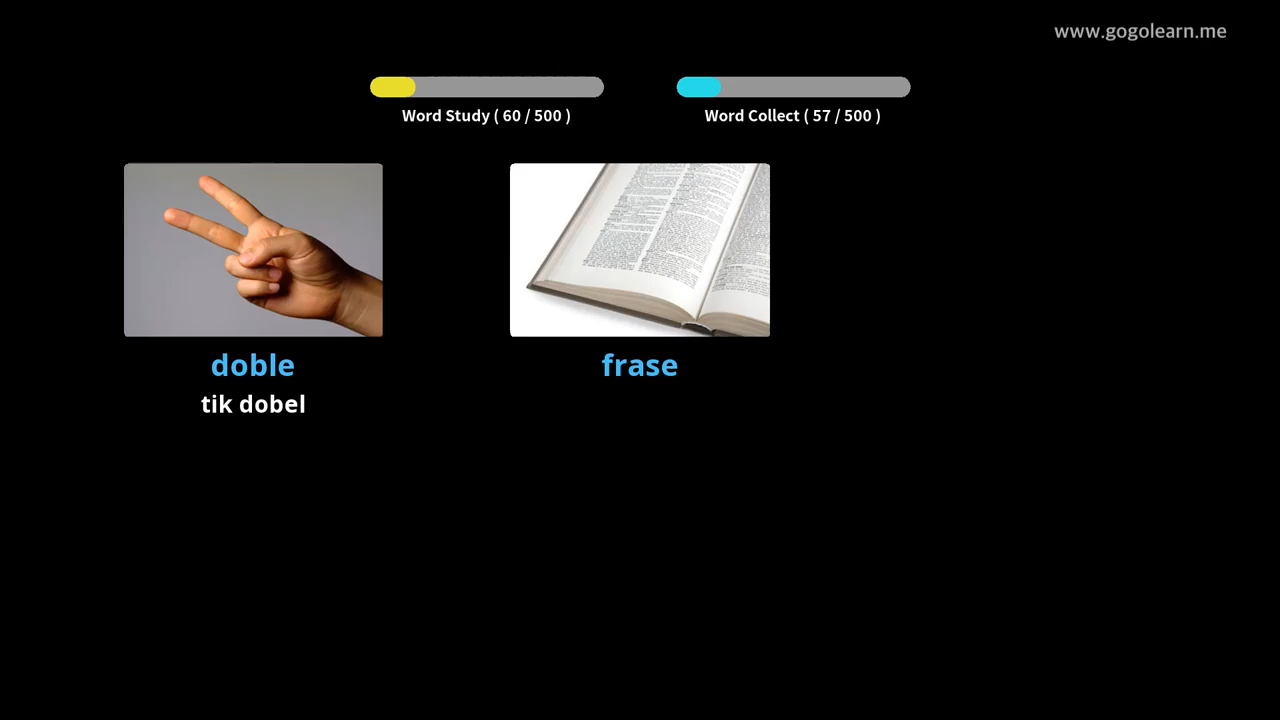 www.gogolearn.me
Word Study ( 60 / 500 )
Word Collect ( 57 / 500 )
doble
frase
tik dobel